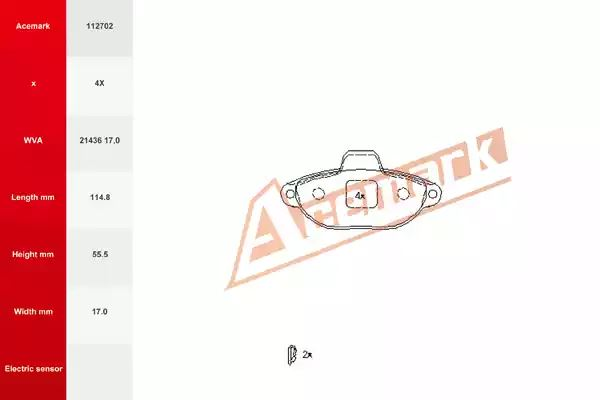 Acemark 112702
x 4X
WVA 21436 17,0
Length mm 114.8
Height mm 55.5
Width mm 17.0
Electric sensor
Acemark
4x
2x